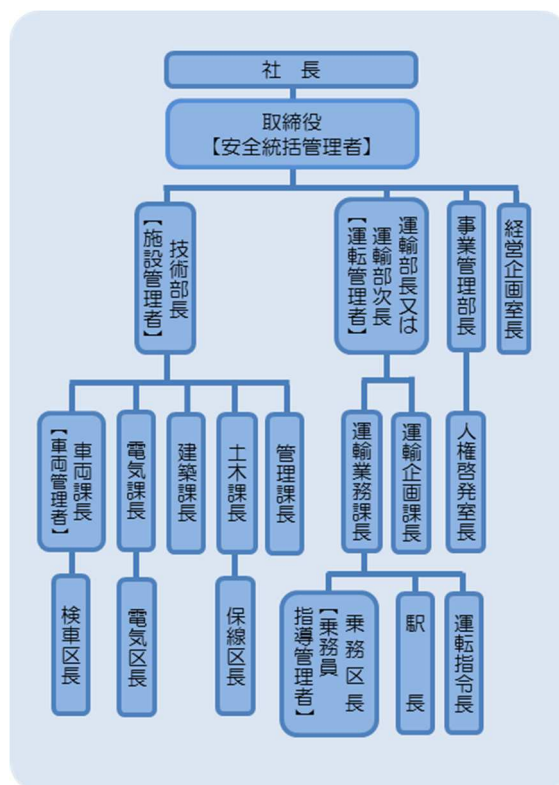 社　長
取締役
【安全統括管理者】
技術部長
【施設管理者】
運輸部長又は
運輸部次長
【運転管理者】
事業管理部長
経営企画室長
車両課長
【車両管理者】
電気課長
建築課長
土木課長
管理課長
運輸業務課長
運輸企画課長
人権啓発室長
検車区長
電気区長
保線区長
乗務区長
【乗務員
指導管理者】
駅　長
運転指令長